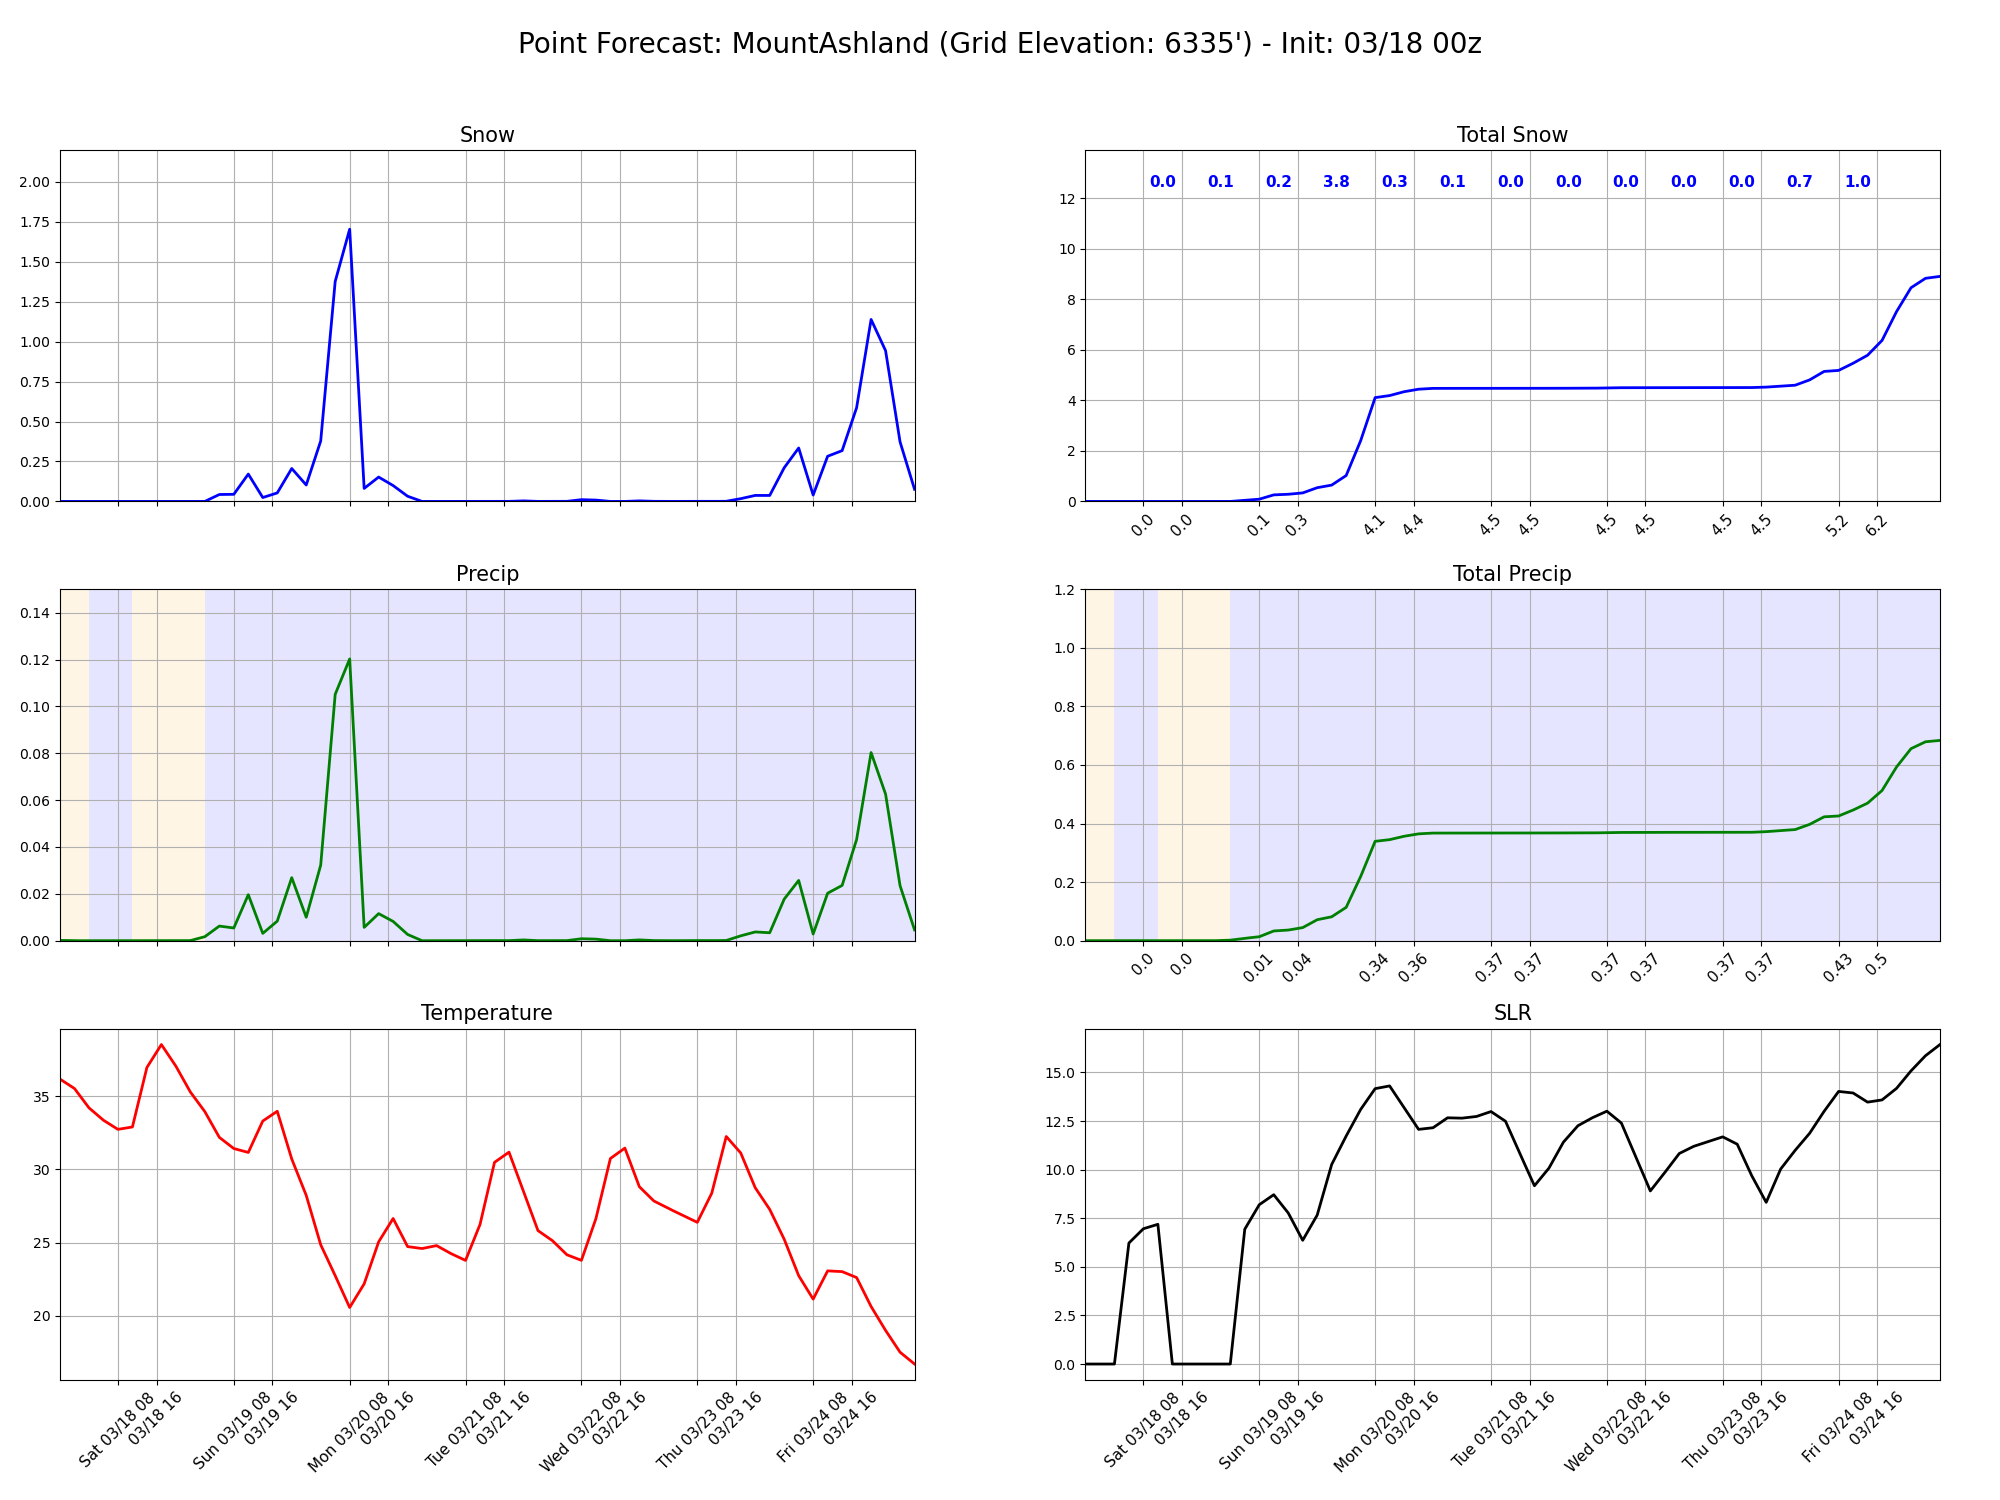 Point Forecast: MountAshland (Grid Elevation: 6335') - Init: 03/18 00z
Snow
2.00
1.75
1.50
1.25
1.00
0.75
0.50
0.25
0.00
Total Snow
0.0 0.1 0.2 3.8 0.3 0.1 0.0 0.0 0.0 0.0 0.0 0.7 1.0
12
10
8
6
4
2
0
0.0 0.0 0.1 0.3 4.1 4.4 4.5 4.5 4.5 4.5 4.5 4.5 5.2 6.2
Precip
0.14
0.12
0.10
0.08
0.06
0.04
0.02
0.00
Total Precip
1.2
1.0
0.8
0.6
0.4
0.2
0.0
0.0 0.0 0.01 0.04 0.34 0.36 0.37 0.37 0.37 0.37 0.37 0.37 0.43 0.5
Temperature
35
30
25
20
Sat 03/18 08
03/18 16
Sun 03/19 08
03/19 16
Mon 03/20 08
03/20 16
Tue 03/21 08
03/21 16
Wed 03/22 08
03/22 16
Thu 03/23 08
03/23 16
Fri 03/24 08
03/24 16
SLR
15.0
12.5
10.0
7.5
5.0
2.5
0.0
Sat 03/18 08
03/18 16
Sun 03/19 08
03/19 16
Mon 03/20 08
03/20 16
Tue 03/21 08
03/21 16
Wed 03/22 08
03/22 16
Thu 03/23 08
03/23 16
Fri 03/24 08
03/24 16